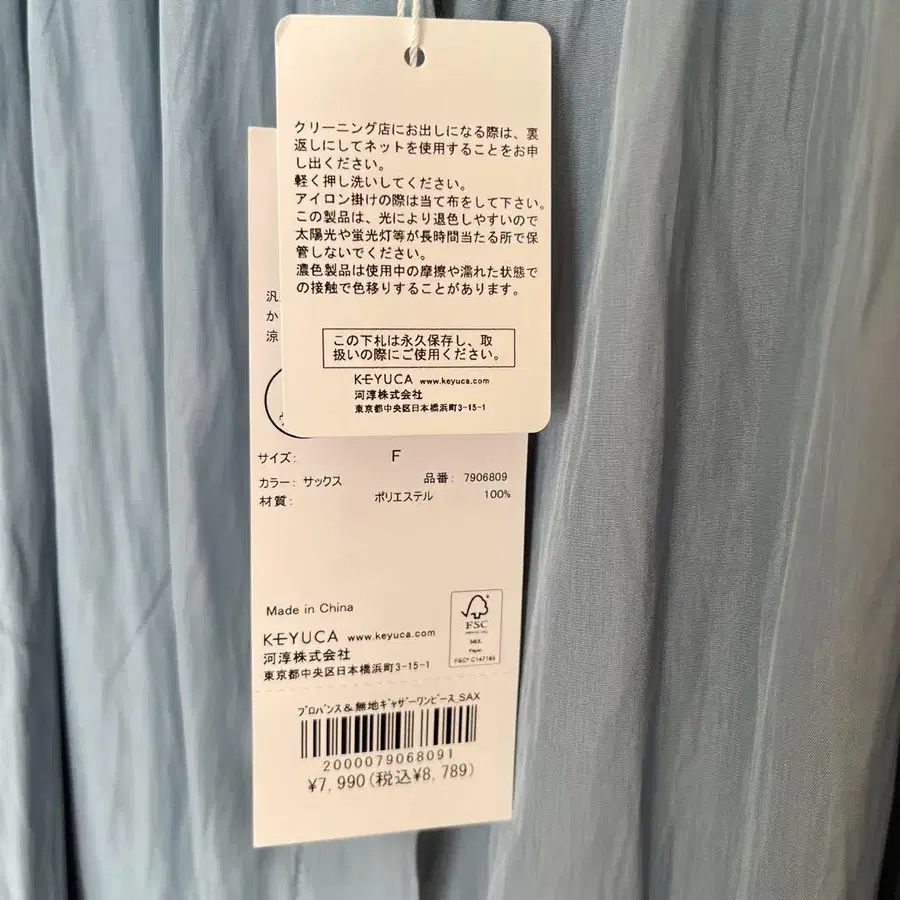 クリーニング店にお出しになる際は、裏
返しにしてネットを使用することをお申
し出ください。
軽く押し洗いしてください。
アイロン掛けの際は当て布をして下さい。
この製品は、光により退色しやすいので
太陽光や蛍光灯等が長時間当たる所で保
管しないでください。
濃色製品は使用中の摩擦や濡れた状態で
の接触で色移りすることがあります。
この下札は永久保存し、取
扱いの際にご使用ください。
KEYUCA www.keyuca.com
河淳株式会社
東京都中央区日本橋浜町3-15-1
汎
か
涼
サイズ: F
カラー: サックス 品番: 7906809
材質: ポリエステル 100%
Made in China
KEYUCA www.keyuca.com
河淳株式会社
東京都中央区日本橋浜町3-15-1
FSC
MIX
Paper
FSC® C147165
ﾌﾟﾛﾊﾞﾝｽ&無地ｷﾞｬｻﾞｰﾜﾝﾋﾟｰｽ_SAX
2000079068091
¥7,990(税込¥8,789)